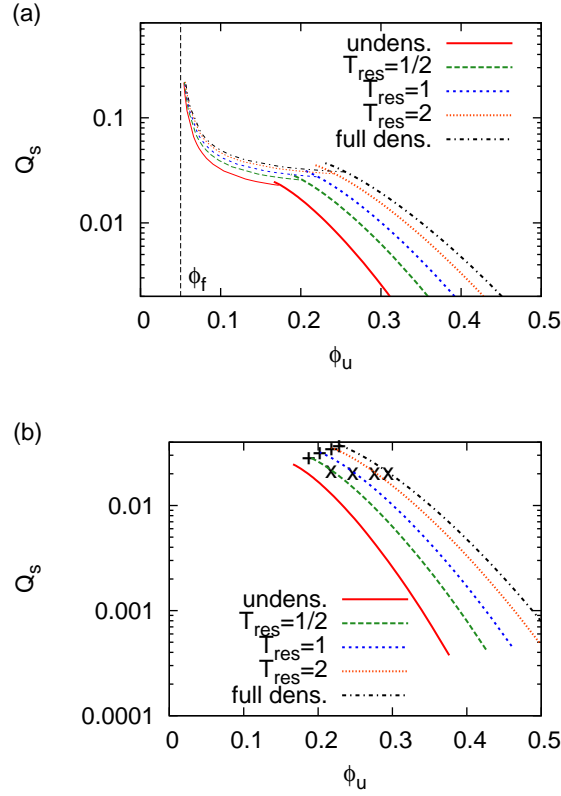 (a)
undens.
T_res=1/2
T_res=1
T_res=2
full dens.
0.1
0.01
Q_s
ϕ_f
0 0.1 0.2 0.3 0.4 0.5
ϕ_u
(b)
0.01
0.001
0.0001
Q_s
undens.
T_res=1/2
T_res=1
T_res=2
full dens.
0 0.1 0.2 0.3 0.4 0.5
ϕ_u